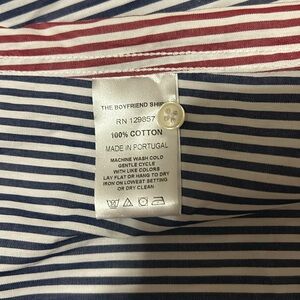 THE BOYFRIEND SHIRT
RN 129857
100% COTTON
MADE IN PORTUGAL
MACHINE WASH COLD
GENTLE CYCLE
WITH LIKE COLORS
LAY FLAT OR HANG TO DRY
IRON ON LOWEST SETTING
OR DRY CLEAN